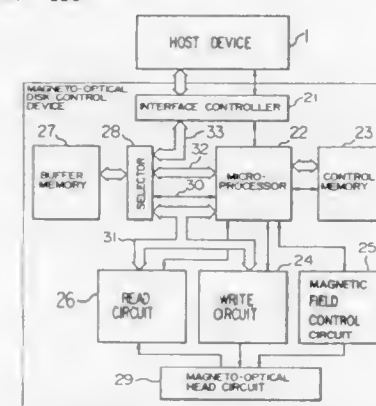 HOST DEVICE
1
MAGNETO-OPTICAL
DISK CONTROL
DEVICE
INTERFACE CONTROLLER
21
27
28
33
22
23
32
BUFFER
MEMORY
SELECTOR
30
MICRO-
PROCESSOR
CONTROL
MEMORY
31
24
25
26
READ
CIRCUIT
WRITE
CIRCUIT
MAGNETIC
FIELD
CONTROL
CIRCUIT
29
MAGNETO-OPTICAL
HEAD CIRCUIT